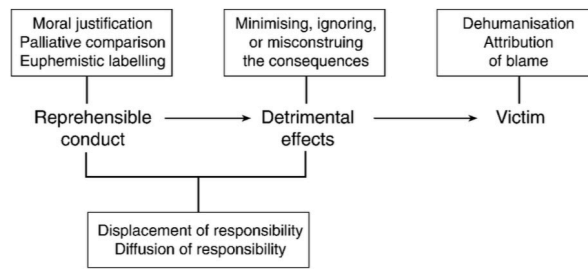 Moral justification
Palliative comparison
Euphemistic labelling
Minimising, ignoring,
or misconstruing
the consequences
Dehumanisation
Attribution
of blame
Reprehensible
conduct
Detrimental
effects
Victim
Displacement of responsibility
Diffusion of responsibility